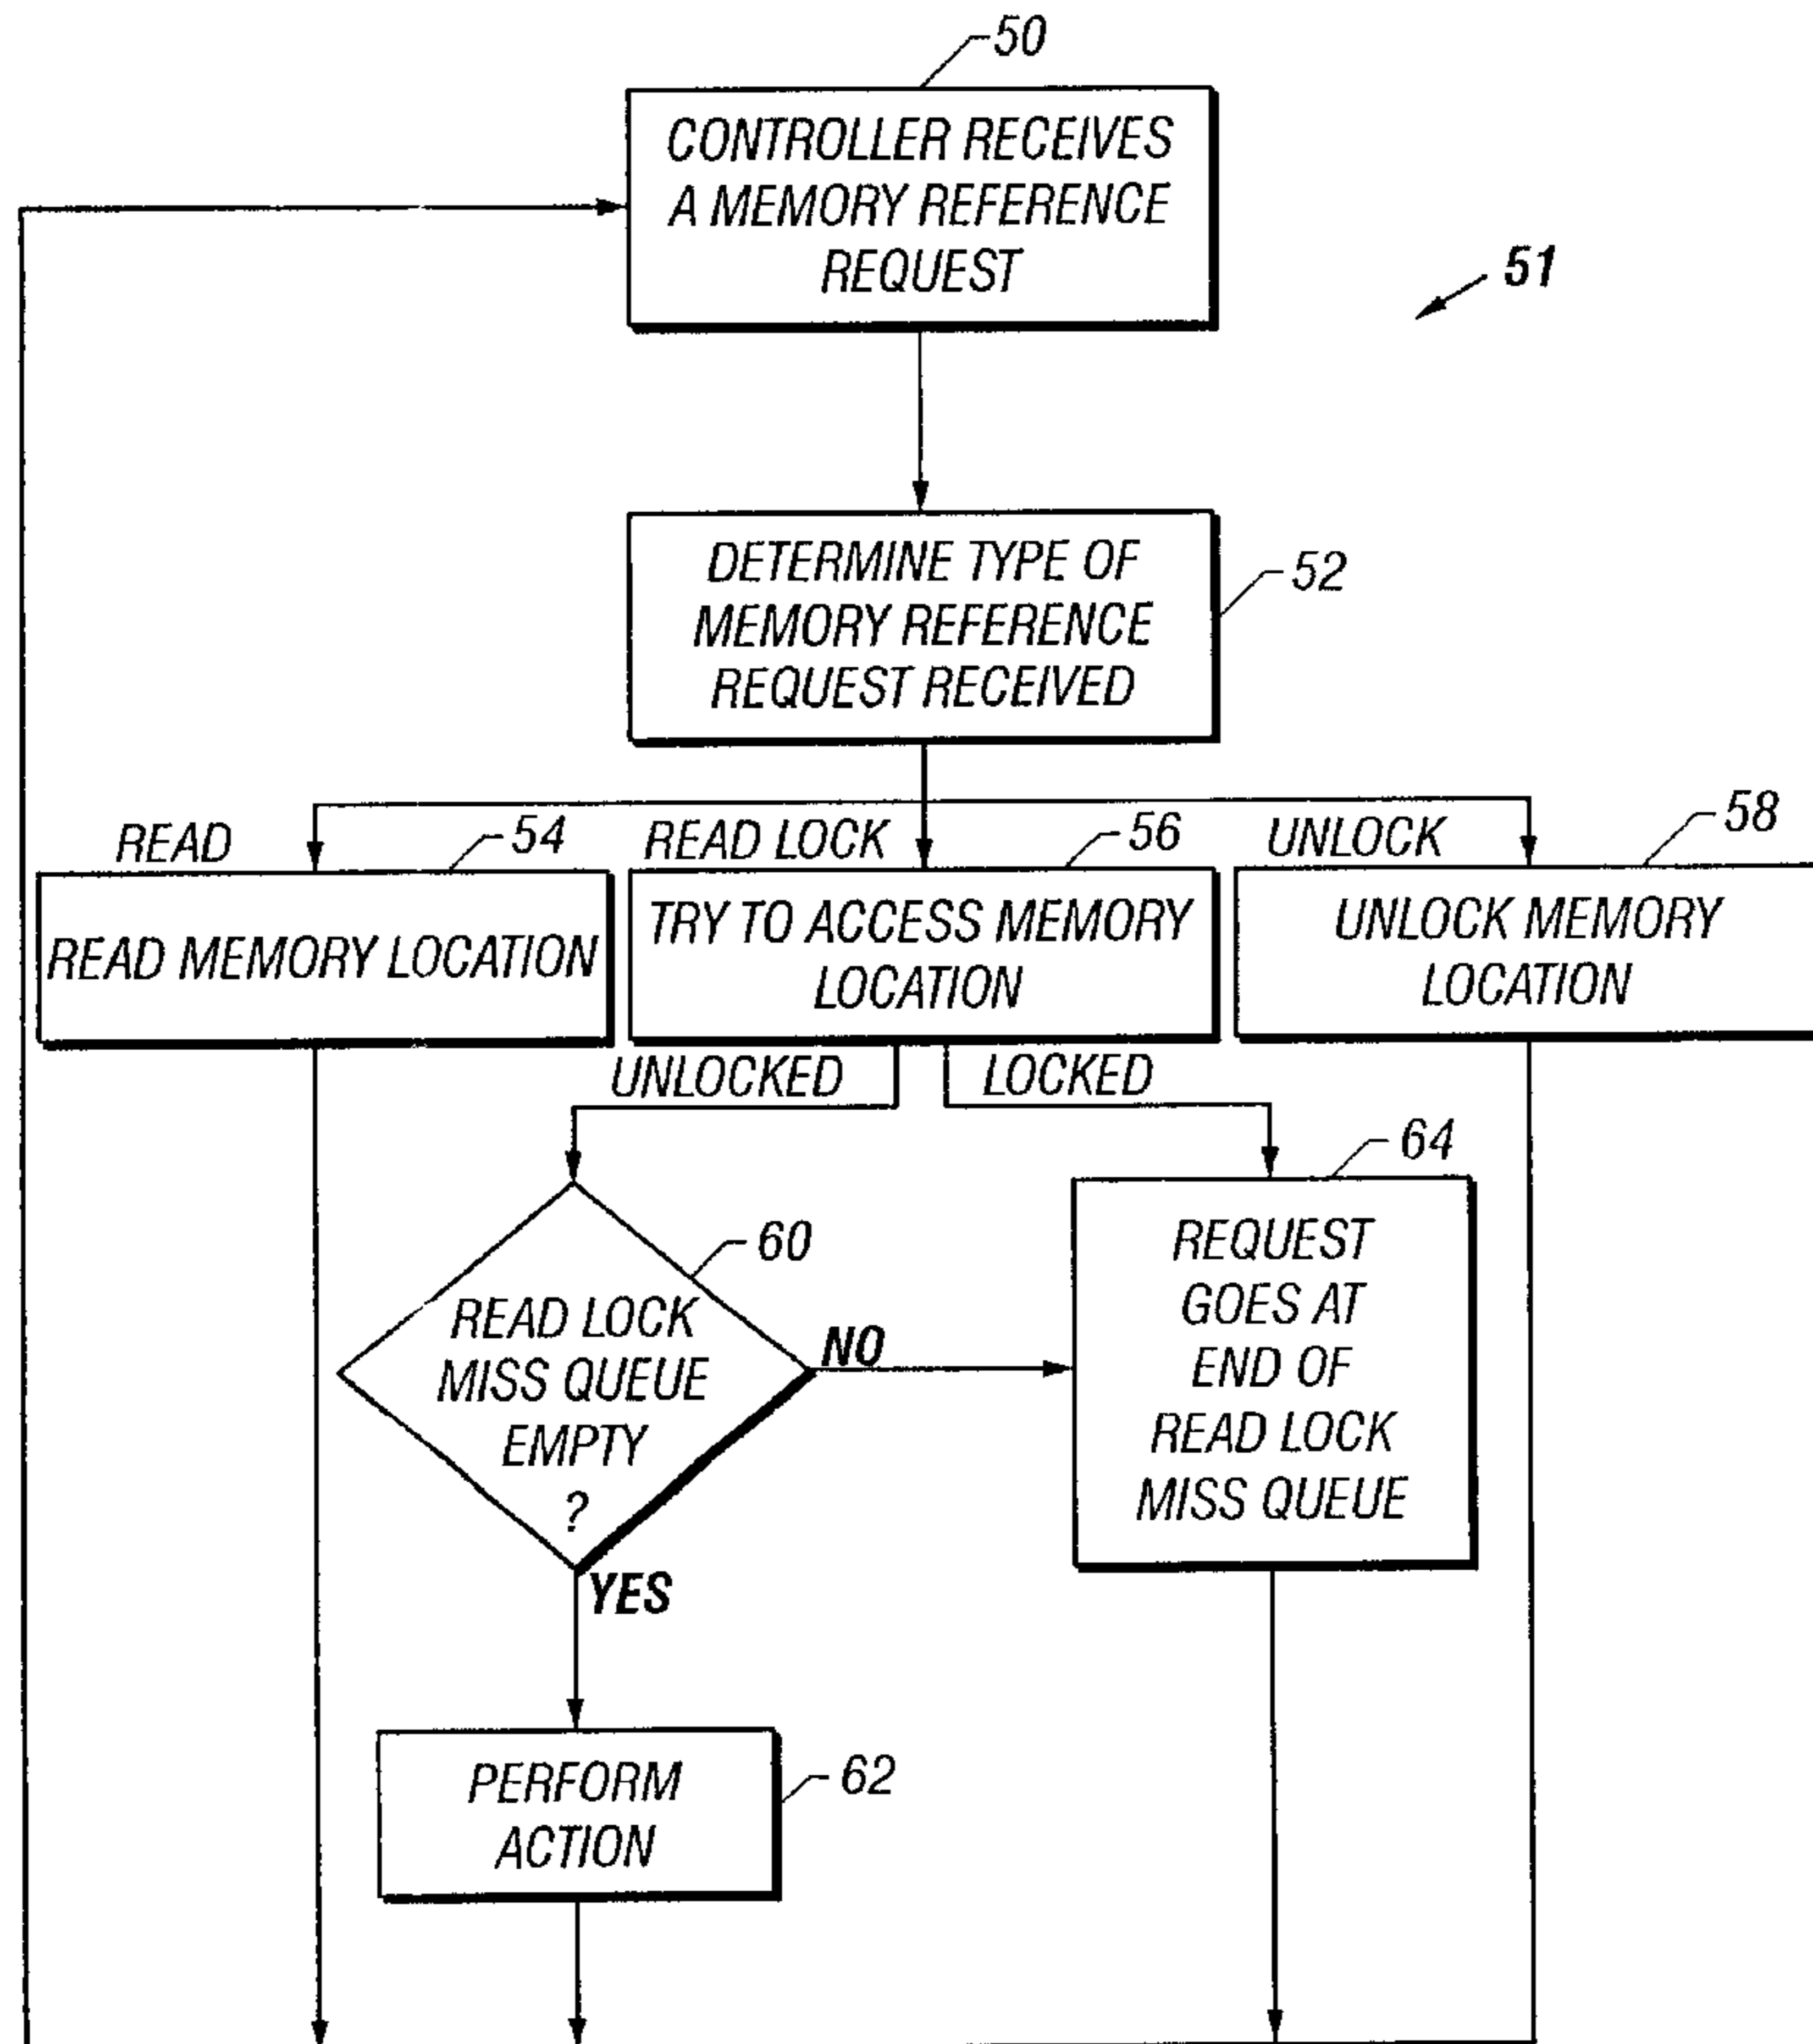 50
CONTROLLER RECEIVES
A MEMORY REFERENCE
REQUEST
51
DETERMINE TYPE OF
MEMORY REFERENCE
REQUEST RECEIVED
52
READ
54
READ LOCK
56
UNLOCK
58
READ MEMORY LOCATION
TRY TO ACCESS MEMORY
LOCATION
UNLOCK MEMORY
LOCATION
UNLOCKED
LOCKED
60
READ LOCK
MISS QUEUE
EMPTY
?
NO
YES
64
REQUEST
GOES AT
END OF
READ LOCK
MISS QUEUE
PERFORM
ACTION
62